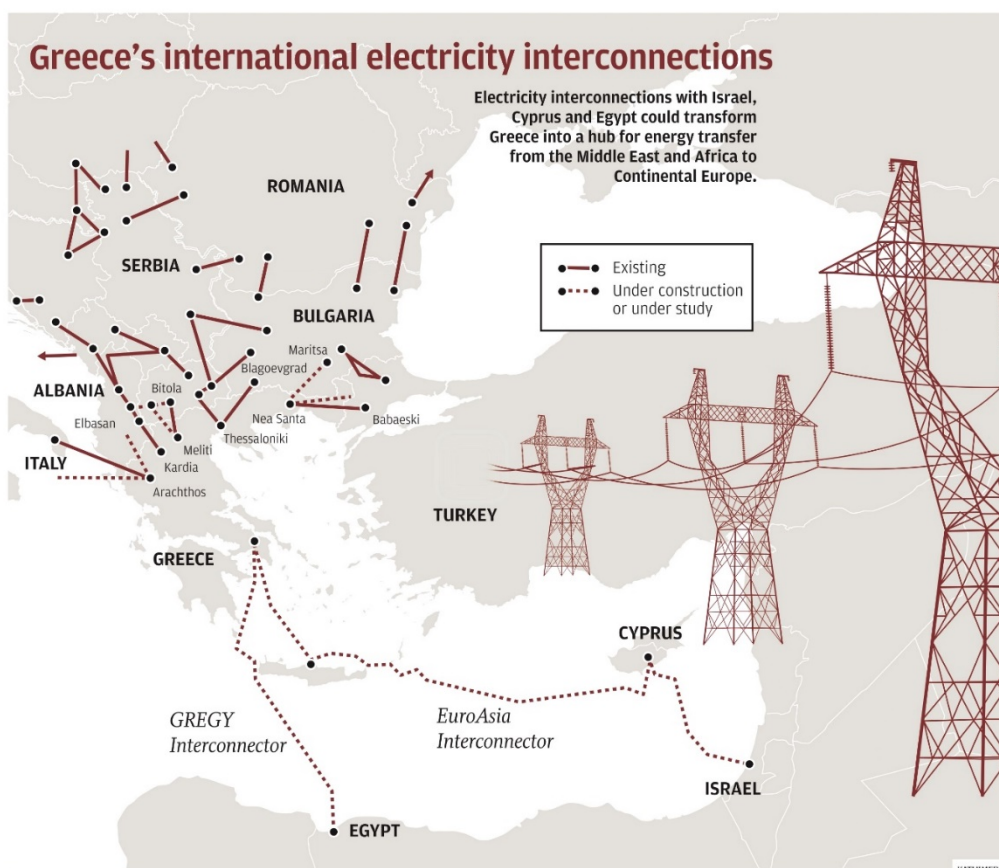 Greece's international electricity interconnections
Electricity interconnections with Israel,
Cyprus and Egypt could transform
Greece into a hub for energy transfer
from the Middle East and Africa to
Continental Europe.
Existing
Under construction
or under study
ROMANIA
SERBIA
BULGARIA
Maritsa
Blagoevgrad
ALBANIA
Bitola
Elbasan
Nea Santa
Babaeski
Thessaloniki
Meliti
ITALY
Kardia
Arachthos
TURKEY
GREECE
CYPRUS
GREGY
Interconnector
EuroAsia
Interconnector
ISRAEL
EGYPT